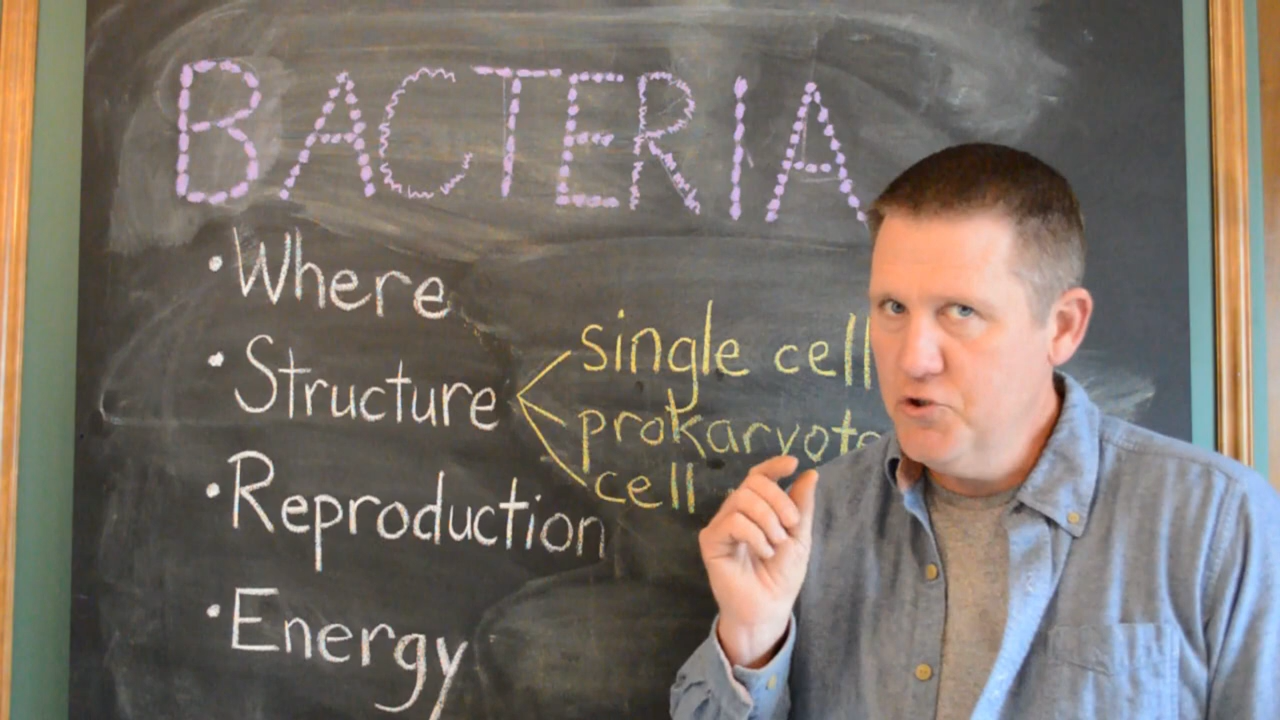 BACTERIA
• Where
• Structure
single cell
prokaryote
cell
• Reproduction
• Energy